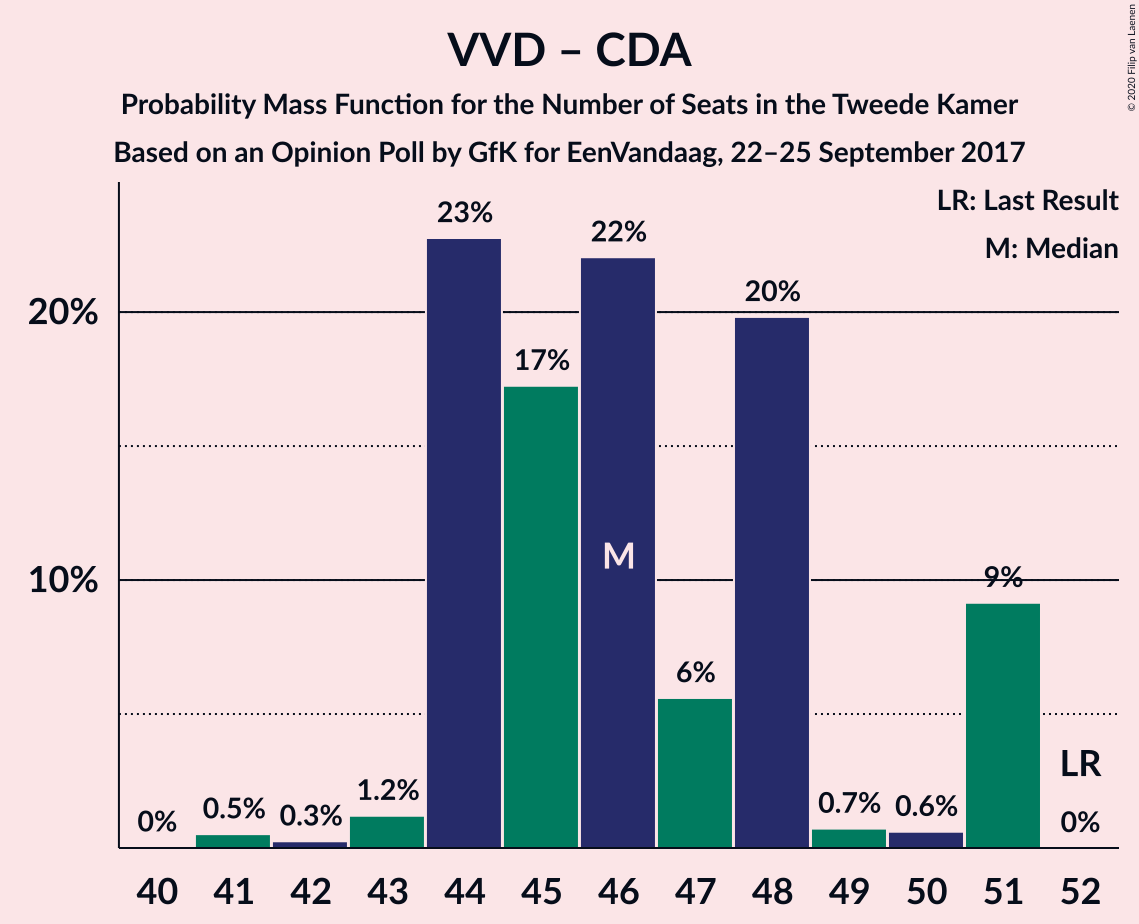 © 2020 Filip van Laenen
VVD – CDA
Probability Mass Function for the Number of Seats in the Tweede Kamer
Based on an Opinion Poll by GfK for EenVandaag, 22–25 September 2017
LR: Last Result
M: Median
20%
10%
0%
0.5%
0.3%
1.2%
23%
17%
22%
M
6%
20%
0.7%
0.6%
9%
LR
0%
40 41 42 43 44 45 46 47 48 49 50 51 52